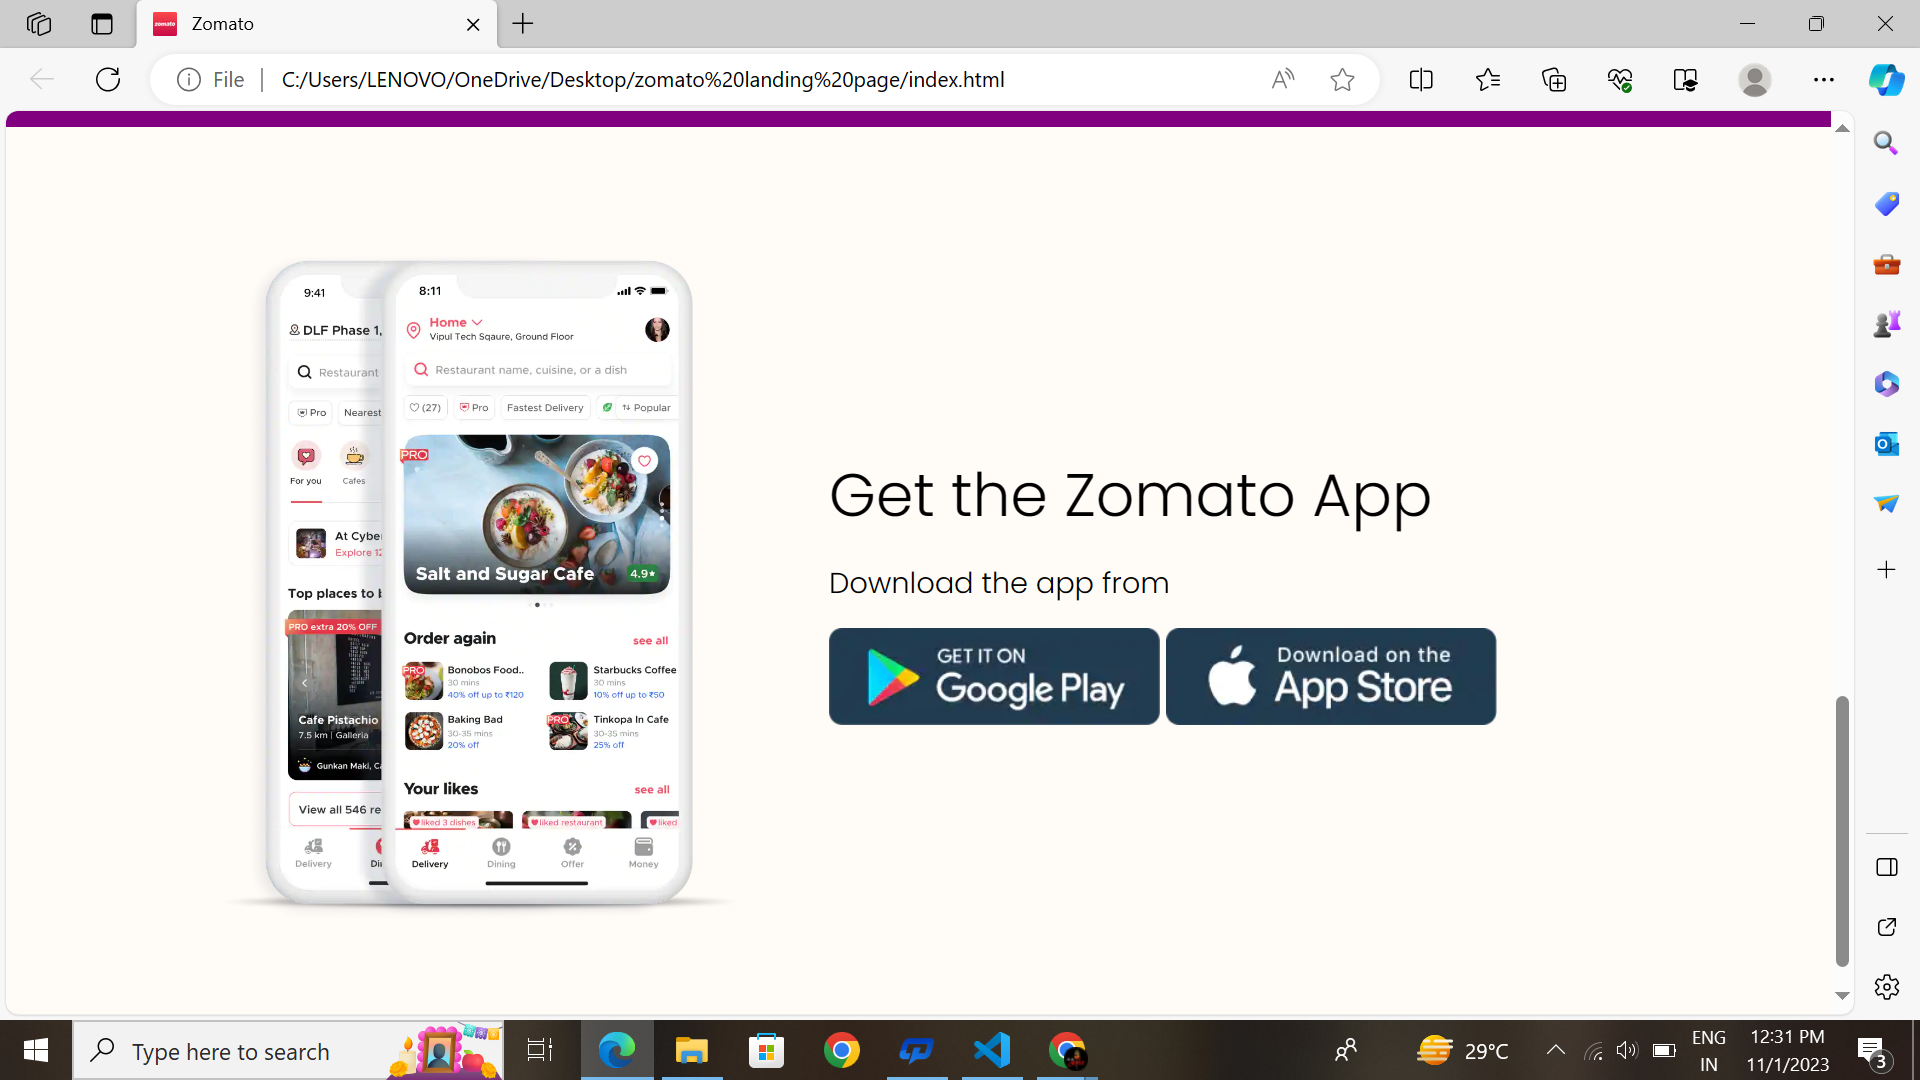 Zomato
File
C:/Users/LENOVO/OneDrive/Desktop/zomato%20landing%20page/index.html
9:41
DLF Phase 1,
Restaurant
Pro
Nearest
For you
Cafes
At Cyber
Explore 12
Top places to b
PRO extra 20% OFF
Cafe Pistachio
7.5 km | Galleria
Gunkan Maki, Ca
View all 546 re
Delivery
8:11
Home
Vipul Tech Sqaure, Ground Floor
Restaurant name, cuisine, or a dish
(27)
Pro
Fastest Delivery
Popular
PRO
Salt and Sugar Cafe
4.9★
Order again
see all
PRO
Bonobos Food..
30 mins
40% off up to ₹120
Starbucks Coffee
30 mins
10% off up to ₹50
Baking Bad
30-35 mins
20% off
PRO
Tinkopa In Cafe
30-35 mins
25% off
Your likes
see all
liked 3 dishes
liked restaurant
liked
Delivery
Dining
Offer
Money
Get the Zomato App
Download the app from
GET IT ON
Google Play
Download on the
App Store
Type here to search
29°C
ENG
IN
12:31 PM
11/1/2023
3